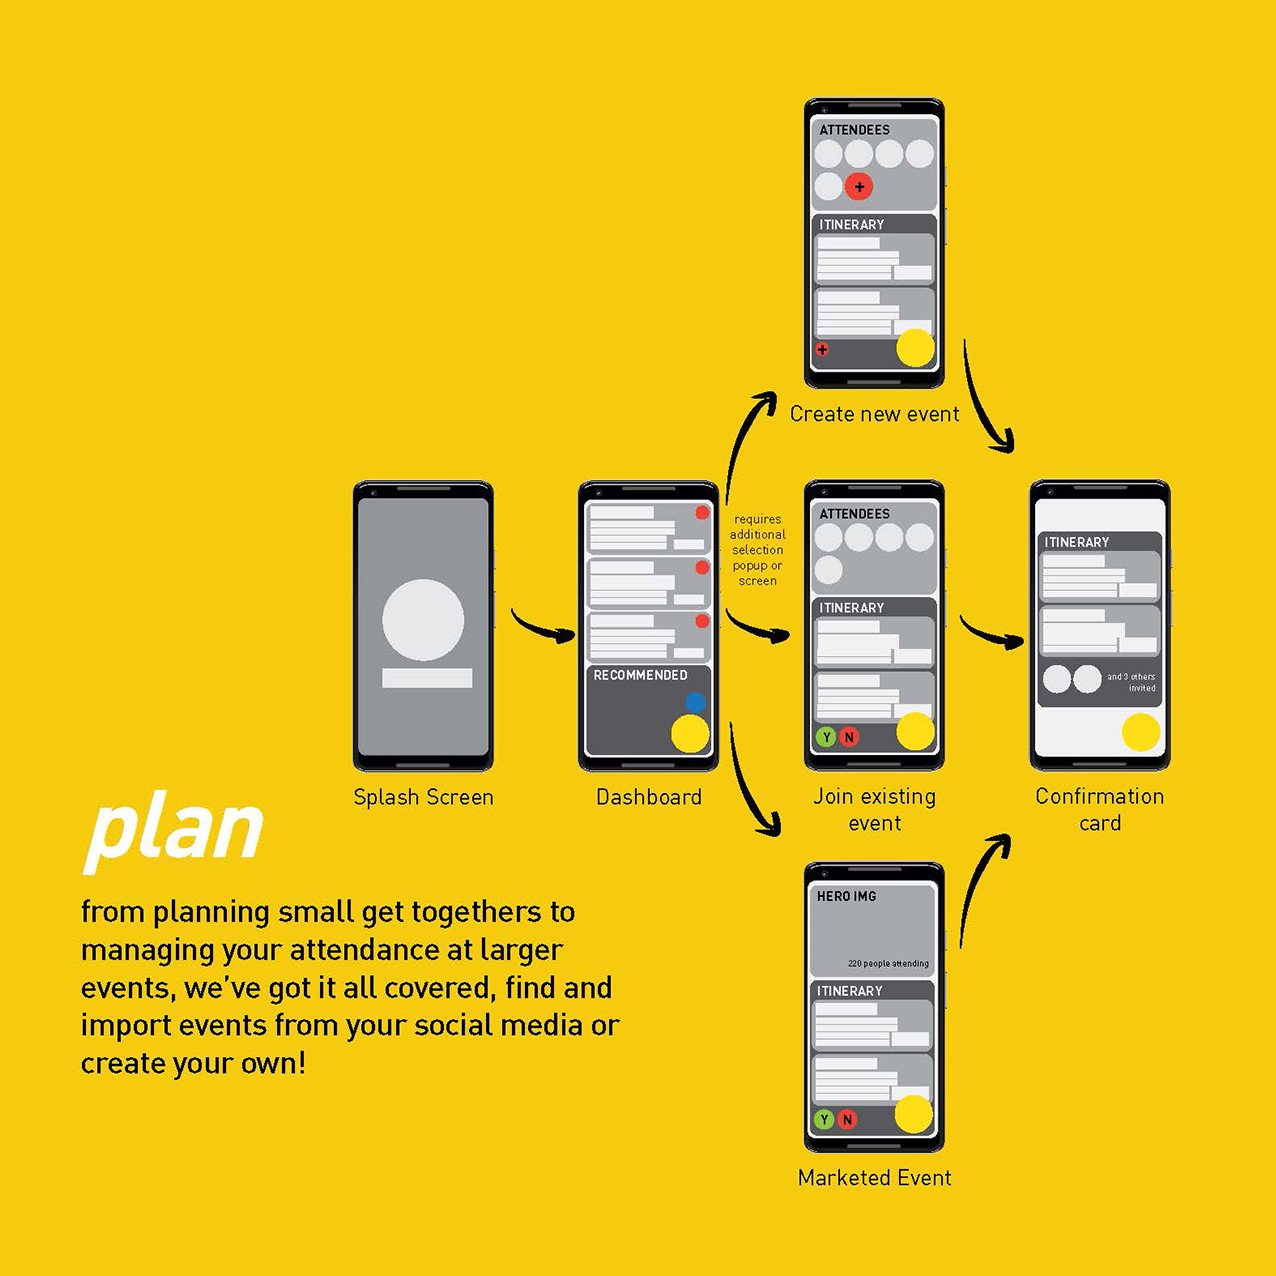 ATTENDEES
+
ITINERARY
+
Create new event
requires
additional
selection
popup or
screen
RECOMMENDED
ATTENDEES
ITINERARY
Y N
ITINERARY
and 3 others
invited
Splash Screen
Dashboard
Join existing
event
Confirmation
card
plan
from planning small get togethers to
managing your attendance at larger
events, we've got it all covered, find and
import events from your social media or
create your own!
HERO IMG
220 people attending
ITINERARY
Y N
Marketed Event